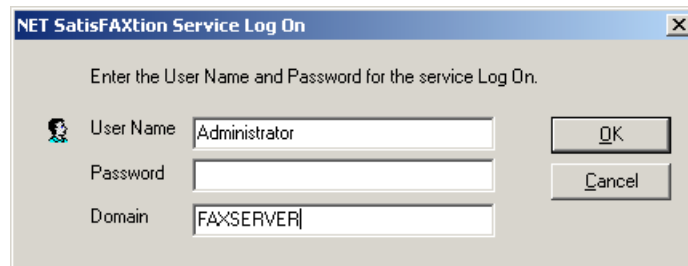 NET SatisFAXtion Service Log On
Enter the User Name and Password for the service Log On.
User Name Administrator OK
Password Cancel
Domain FAXSERVER